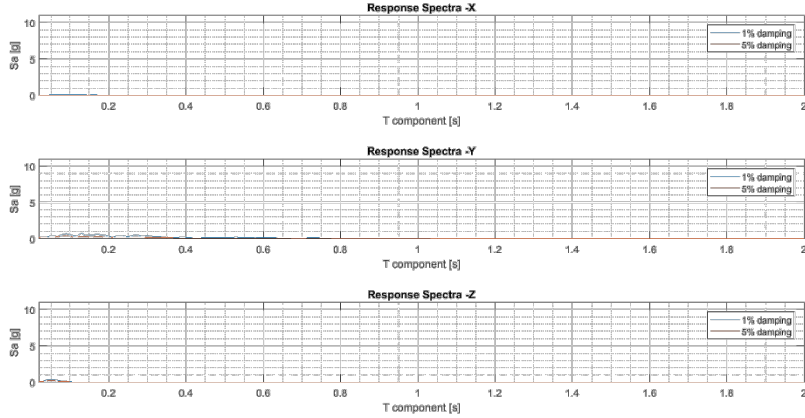 Response Spectra -X
10
5
0
Sa [g]
1% damping
5% damping
0.2 0.4 0.6 0.8 1 1.2 1.4 1.6 1.8 2
T component [s]
Response Spectra -Y
10
5
0
Sa [g]
1% damping
5% damping
0.2 0.4 0.6 0.8 1 1.2 1.4 1.6 1.8 2
T component [s]
Response Spectra -Z
10
5
0
Sa [g]
1% damping
5% damping
0.2 0.4 0.6 0.8 1 1.2 1.4 1.6 1.8 2
T component [s]